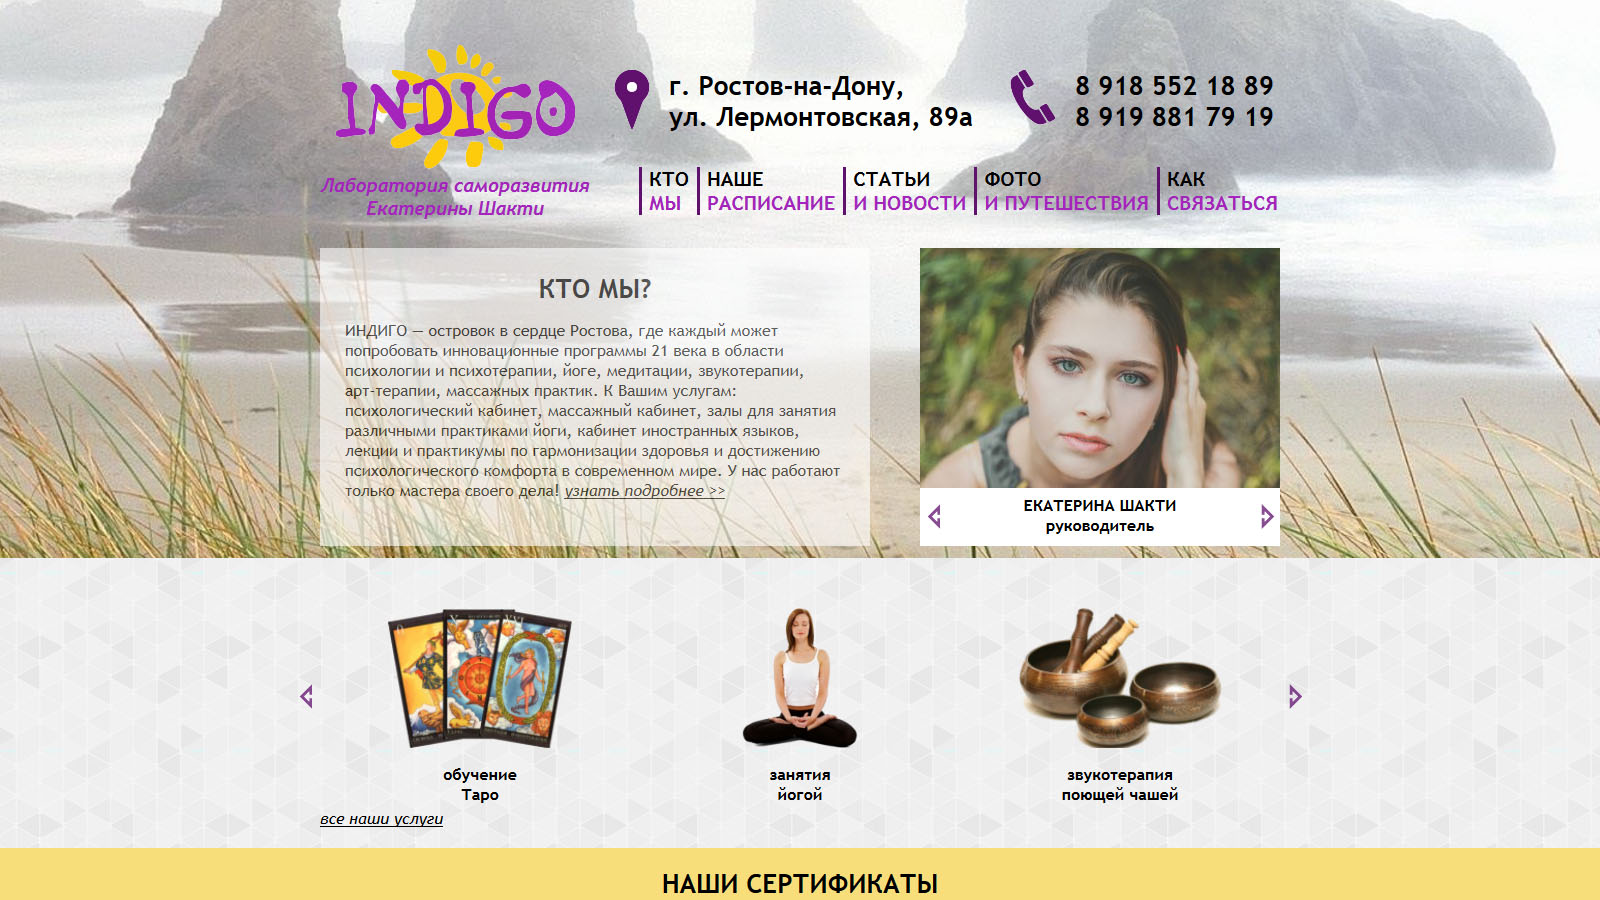 INDIGO
Лаборатория саморазвития
Екатерины Шакти
г. Ростов-на-Дону,
ул. Лермонтовская, 89а
8 918 552 18 89
8 919 881 79 19
КТО
МЫ
НАШЕ
РАСПИСАНИЕ
СТАТЬИ
И НОВОСТИ
ФОТО
И ПУТЕШЕСТВИЯ
КАК
СВЯЗАТЬСЯ
КТО МЫ?
ИНДИГО — островок в сердце Ростова, где каждый может
попробовать инновационные программы 21 века в области
психологии и психотерапии, йоге, медитации, звукотерапии,
арт-терапии, массажных практик. К Вашим услугам:
психологический кабинет, массажный кабинет, залы для занятия
различными практиками йоги, кабинет иностранных языков,
лекции и практикумы по гармонизации здоровья и достижению
психологического комфорта в современном мире. У нас работают
только мастера своего дела! узнать подробнее >>
ЕКАТЕРИНА ШАКТИ
руководитель
обучение
Таро
занятия
йогой
звукотерапия
поющей чашей
все наши услуги
НАШИ СЕРТИФИКАТЫ